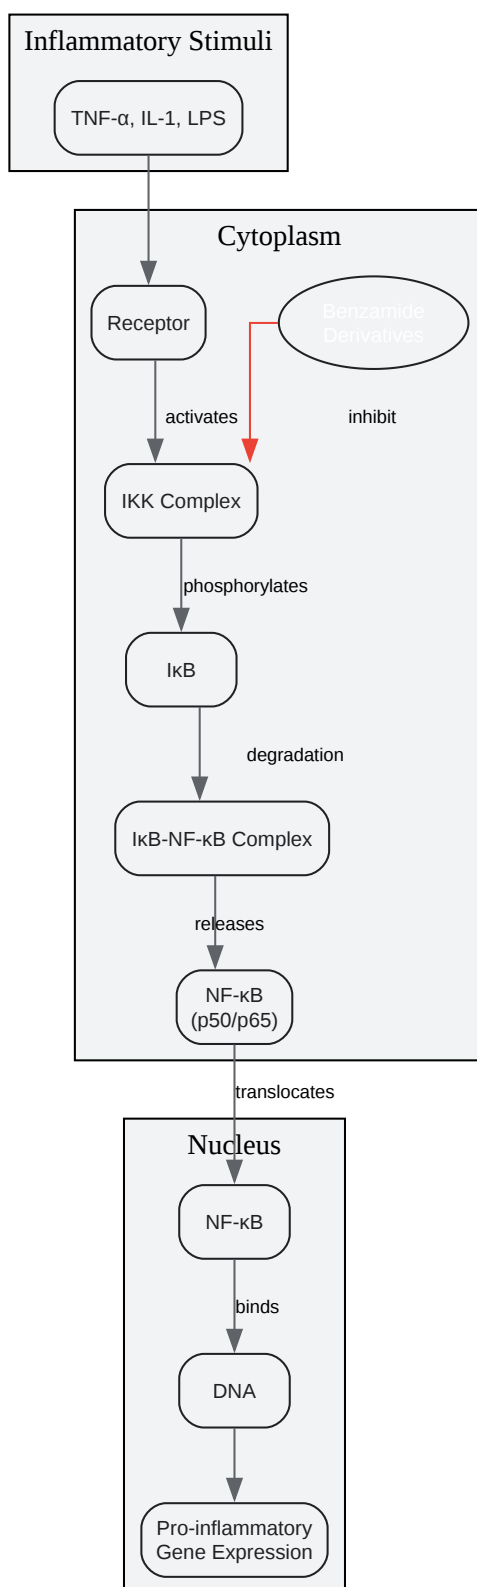 Inflammatory Stimuli
TNF-α, IL-1, LPS
Cytoplasm
Receptor
Benzamide
Derivatives
activates
inhibit
IKK Complex
phosphorylates
IκB
degradation
IκB-NF-κB Complex
releases
NF-κB
(p50/p65)
translocates
Nucleus
NF-κB
binds
DNA
Pro-inflammatory
Gene Expression